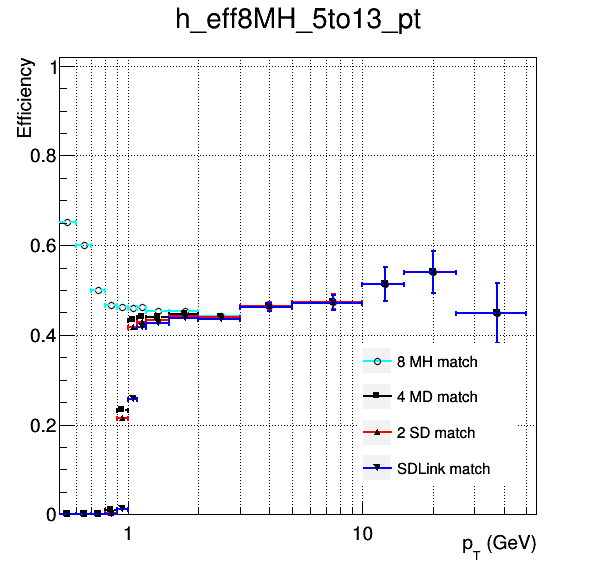 h_eff8MH_5to13_pt
Efficiency
1
0.8
0.6
0.4
0.2
0
8 MH match
4 MD match
2 SD match
SDLink match
1
10
p_T (GeV)